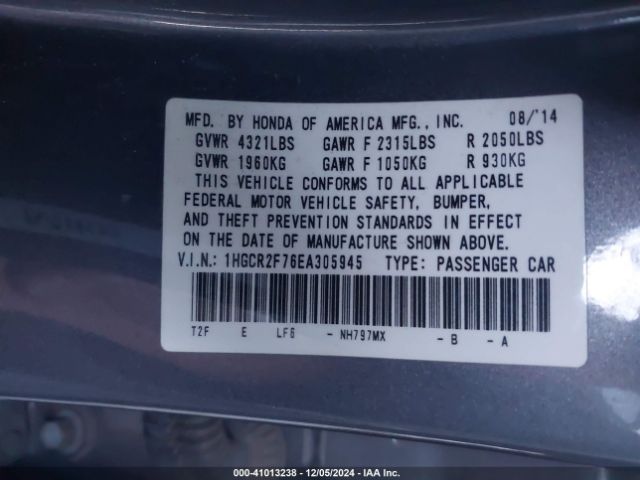 MFD. BY HONDA OF AMERICA MFG., INC. 08/'14
GVWR 4321LBS GAWR F 2315LBS R 2050LBS
GVWR 1960KG GAWR F 1050KG R 930KG
THIS VEHICLE CONFORMS TO ALL APPLICABLE
FEDERAL MOTOR VEHICLE SAFETY, BUMPER,
AND THEFT PREVENTION STANDARDS IN EFFECT
ON THE DATE OF MANUFACTURE SHOWN ABOVE.
V.I.N.: 1HGCR2F76EA305945 TYPE: PASSENGER CAR
T2F E LF6 - NH797MX - B - A
000-41013238 - 12/05/2024 - IAA Inc.